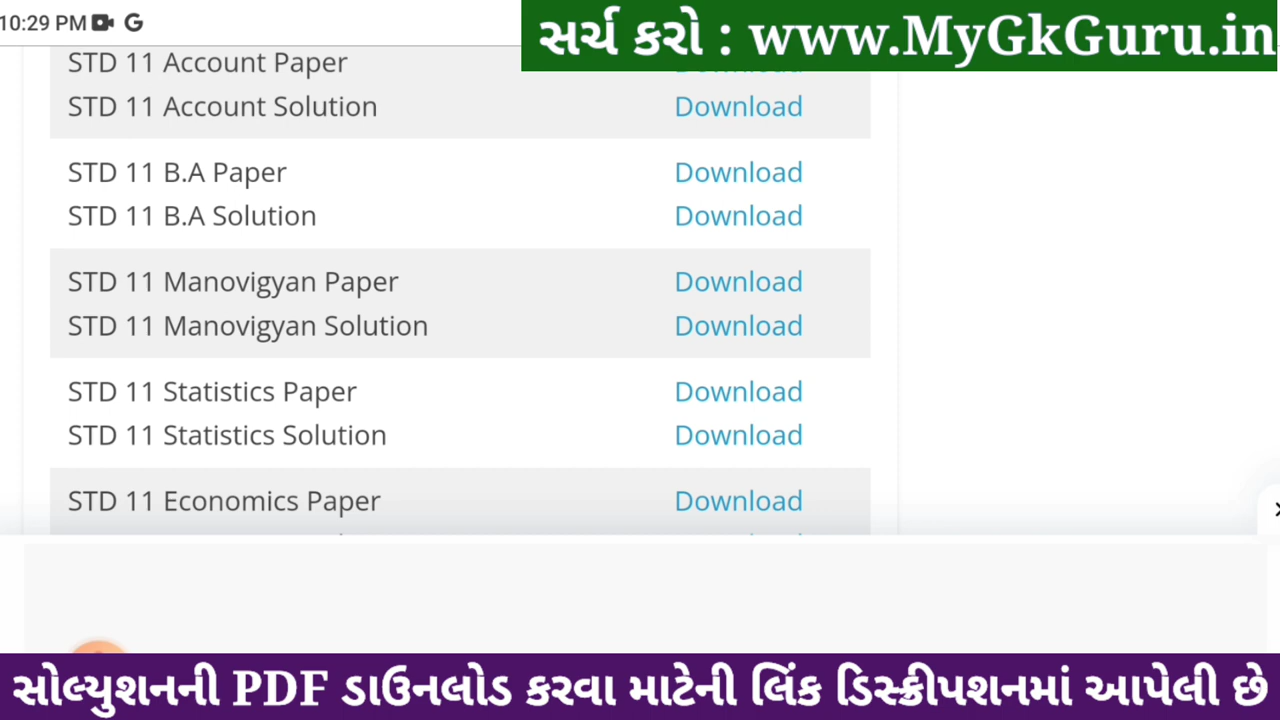 10:29 PM
સર્ચ કરો : www.MyGkGuru.in
STD 11 Account Paper
STD 11 Account Solution Download
STD 11 B.A Paper Download
STD 11 B.A Solution Download
STD 11 Manovigyan Paper Download
STD 11 Manovigyan Solution Download
STD 11 Statistics Paper Download
STD 11 Statistics Solution Download
STD 11 Economics Paper Download
સોલ્યુશનની PDF ડાઉનલોડ કરવા માટેની લિંક ડિસ્ક્રીપશનમાં આપેલી છે